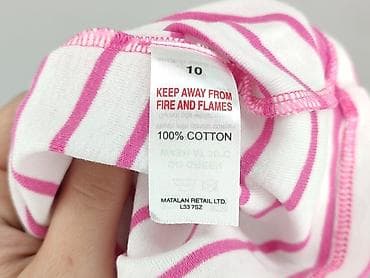 10
KEEP AWAY FROM
FIRE AND FLAMES
100% COTTON
MATALAN RETAIL LTD.
L33 7SZ